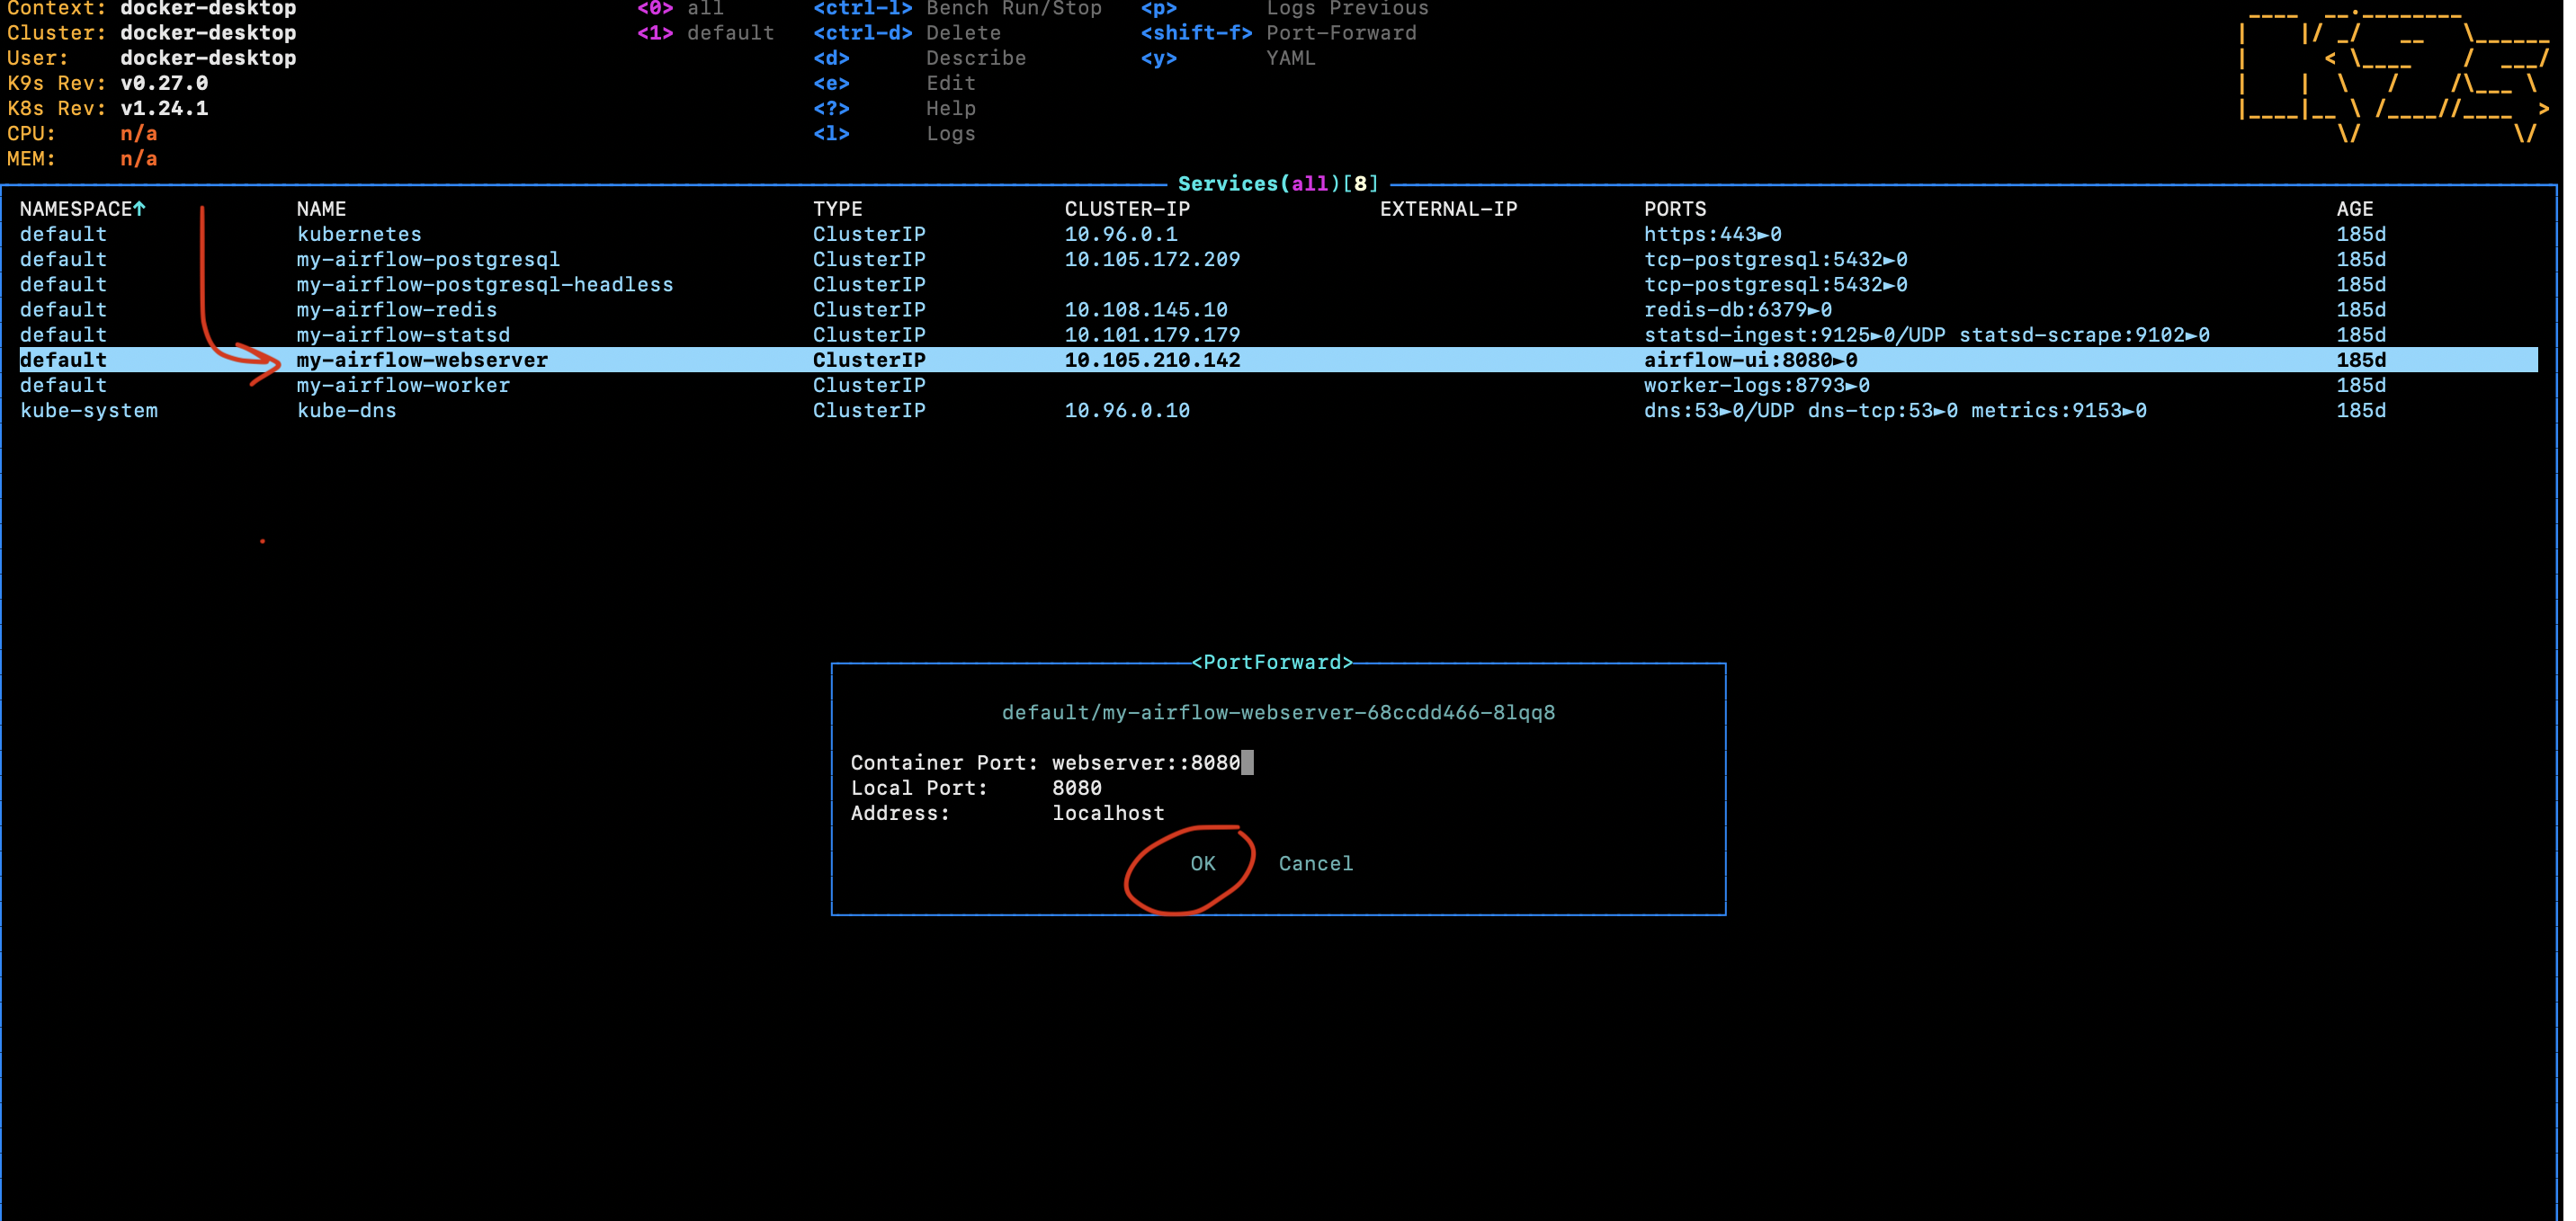 Context: docker-desktop <0> all <ctrl-l> Bench Run/Stop <p> Logs Previous
Cluster: docker-desktop <1> default <ctrl-d> Delete <shift-f> Port-Forward
User: docker-desktop <d> Describe <y> YAML
K9s Rev: v0.27.0 <e> Edit
K8s Rev: v1.24.1 <?> Help
CPU: n/a <l> Logs
MEM: n/a
Services(all)[8]
NAMESPACE↑ NAME TYPE CLUSTER-IP EXTERNAL-IP PORTS AGE
default kubernetes ClusterIP 10.96.0.1 https:443►0 185d
default my-airflow-postgresql ClusterIP 10.105.172.209 tcp-postgresql:5432►0 185d
default my-airflow-postgresql-headless ClusterIP tcp-postgresql:5432►0 185d
default my-airflow-redis ClusterIP 10.108.145.10 redis-db:6379►0 185d
default my-airflow-statsd ClusterIP 10.101.179.179 statsd-ingest:9125►0/UDP statsd-scrape:9102►0 185d
default my-airflow-webserver ClusterIP 10.105.210.142 airflow-ui:8080►0 185d
default my-airflow-worker ClusterIP worker-logs:8793►0 185d
kube-system kube-dns ClusterIP 10.96.0.10 dns:53►0/UDP dns-tcp:53►0 metrics:9153►0 185d
<PortForward>
default/my-airflow-webserver-68ccdd466-8lqq8
Container Port: webserver::8080
Local Port: 8080
Address: localhost
OK Cancel